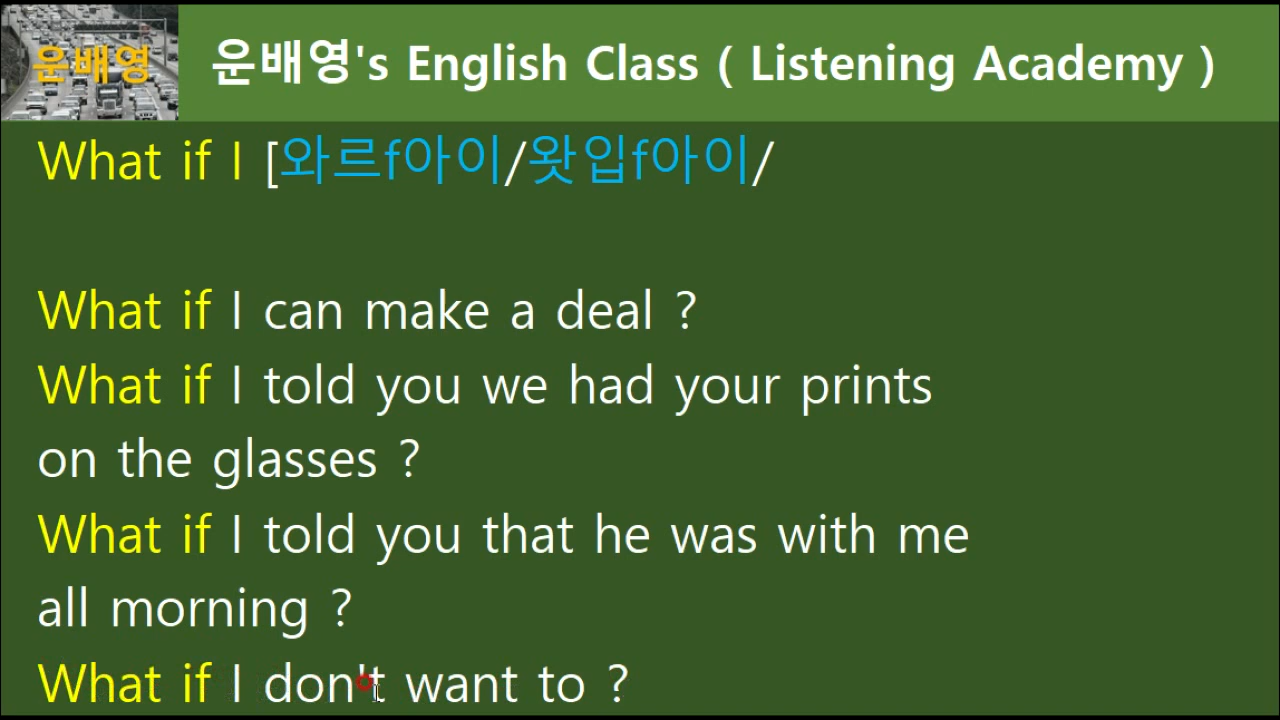 운배영
운배영's English Class ( Listening Academy )
What if I [와르f아이/왓입f아이/
What if I can make a deal ?
What if I told you we had your prints
on the glasses ?
What if I told you that he was with me
all morning ?
What if I don't want to ?